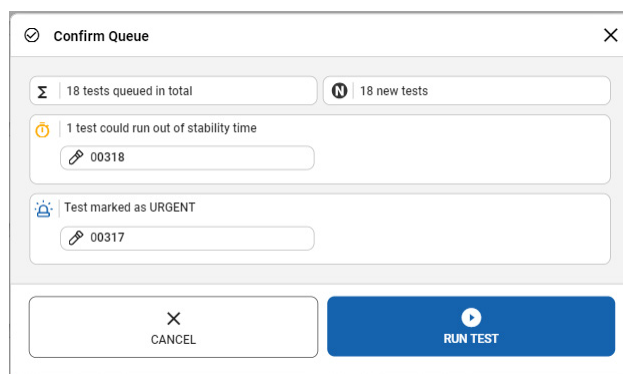 Confirm Queue
18 tests queued in total
18 new tests
1 test could run out of stability time
00318
Test marked as URGENT
00317
CANCEL
RUN TEST